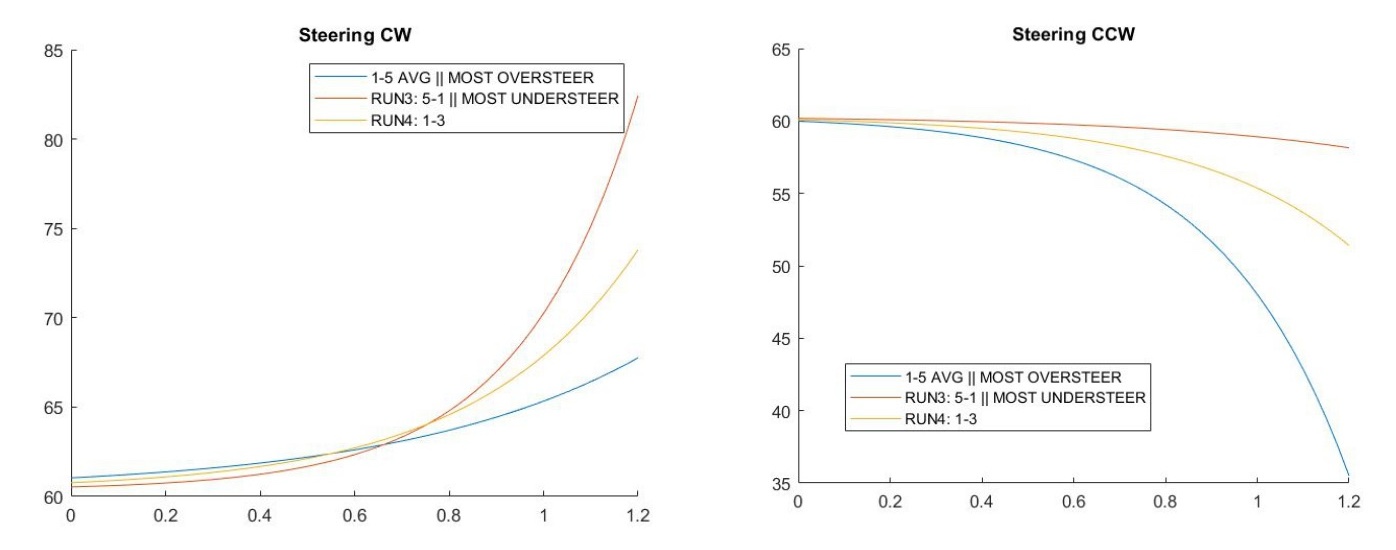 Steering CW
85
80
75
70
65
60
0 0.2 0.4 0.6 0.8 1 1.2
1-5 AVG || MOST OVERSTEER
RUN3: 5-1 || MOST UNDERSTEER
RUN4: 1-3
Steering CCW
65
60
55
50
45
40
35
0 0.2 0.4 0.6 0.8 1 1.2
1-5 AVG || MOST OVERSTEER
RUN3: 5-1 || MOST UNDERSTEER
RUN4: 1-3